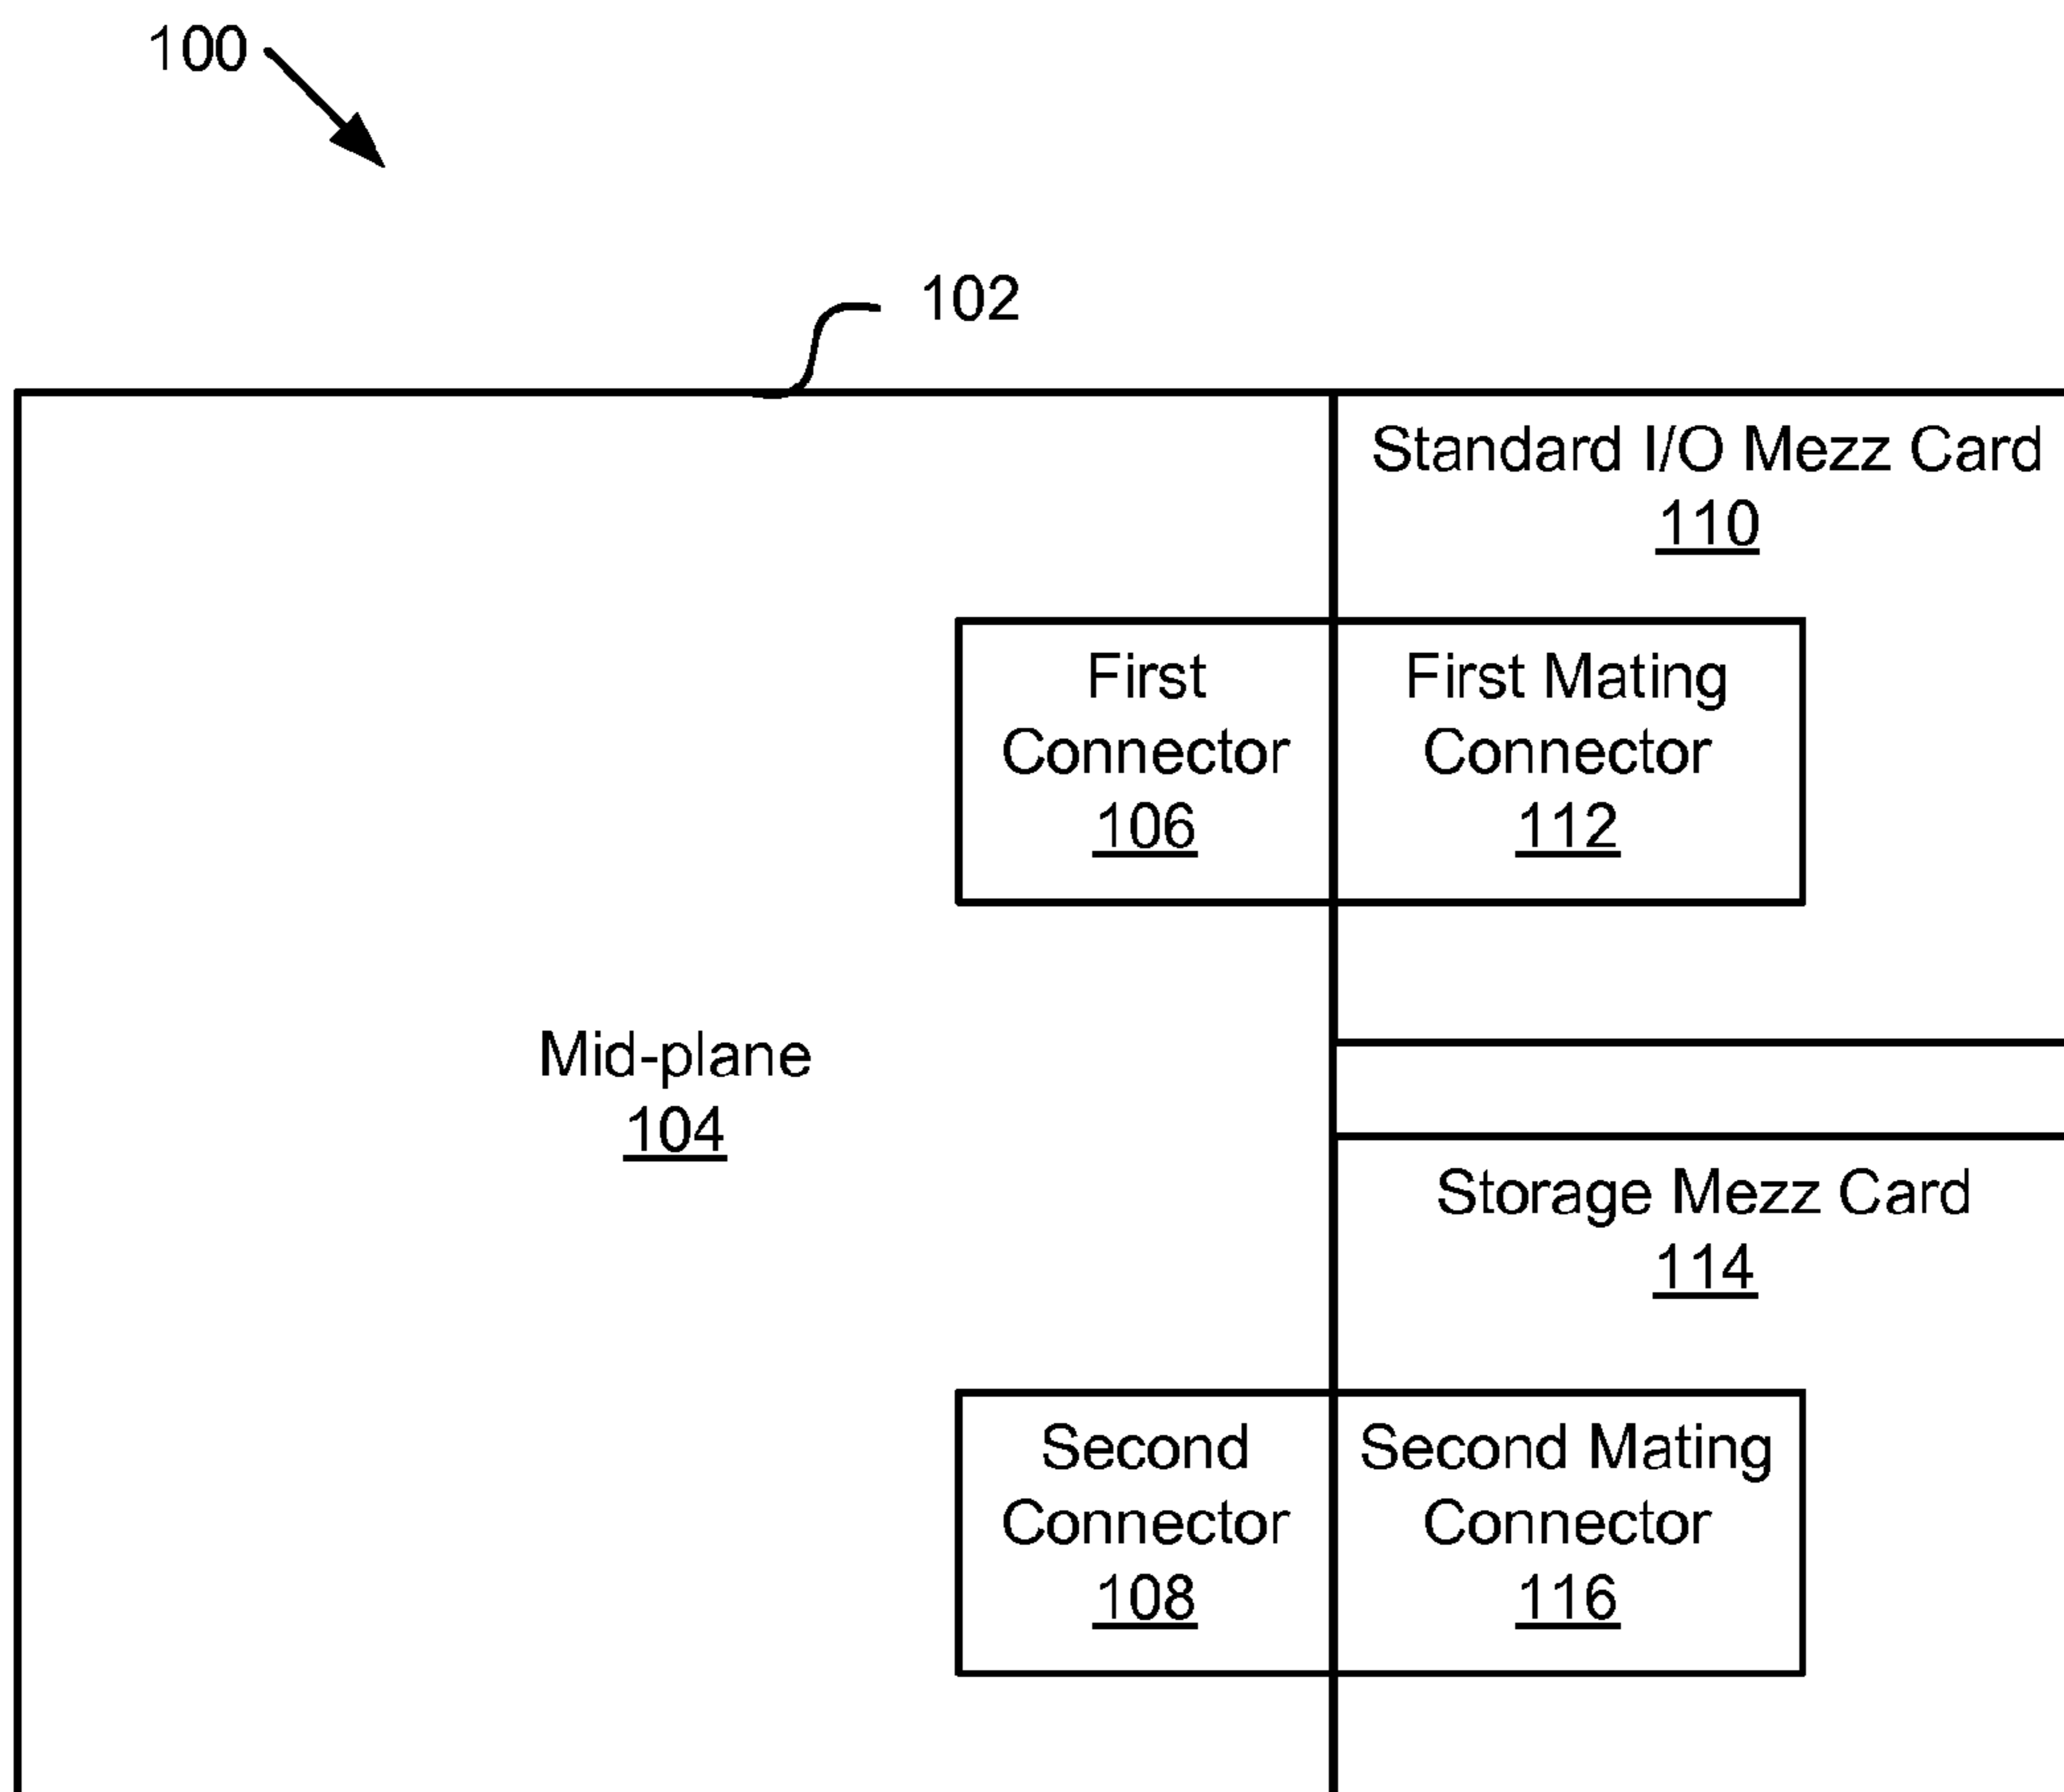 100
102
Standard I/O Mezz Card
110
First
Connector
106
First Mating
Connector
112
Mid-plane
104
Storage Mezz Card
114
Second
Connector
108
Second Mating
Connector
116